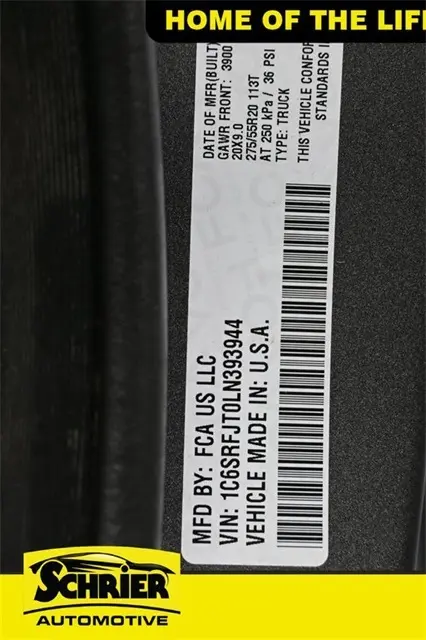 HOME OF THE LIF
DATE OF MFR(BUILT)
GAWR FRONT: 3900
20X9.0
275/55R20 113T
AT 250 kPa / 36 PSI
TYPE: TRUCK
THIS VEHICLE CONFOR
STANDARDS I
MFD BY: FCA US LLC
VIN: 1C6SRFJT0LN393944
VEHICLE MADE IN: U.S.A.
SCHRIER
AUTOMOTIVE